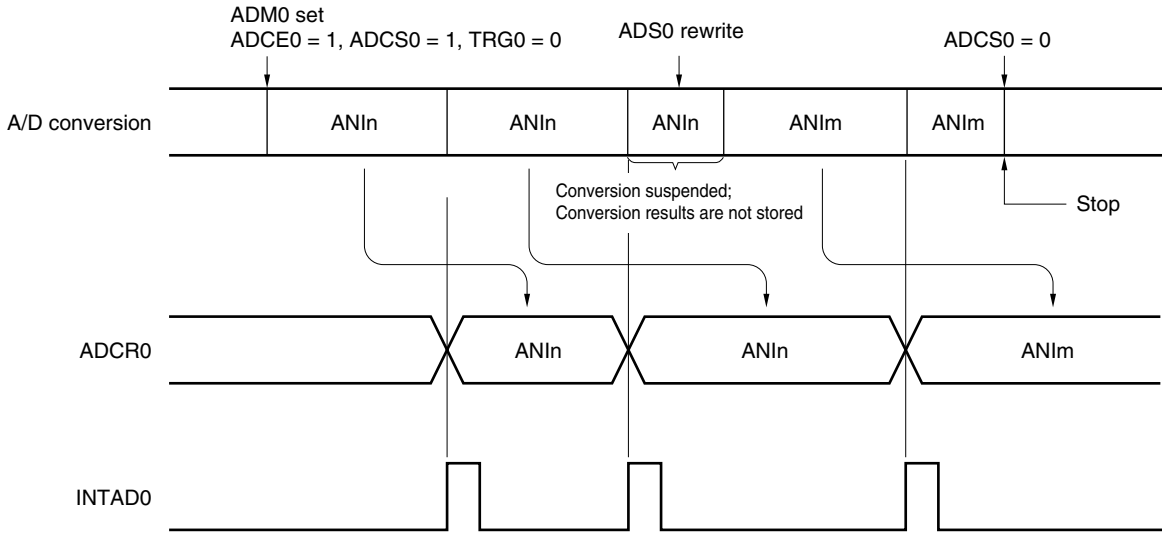 ADM0 set
ADCE0 = 1, ADCS0 = 1, TRG0 = 0
ADS0 rewrite
ADCS0 = 0
A/D conversion
ANIn
ANIn
ANIn
ANIm
ANIm
Conversion suspended;
Conversion results are not stored
Stop
ADCR0
ANIn
ANIn
ANIm
INTAD0